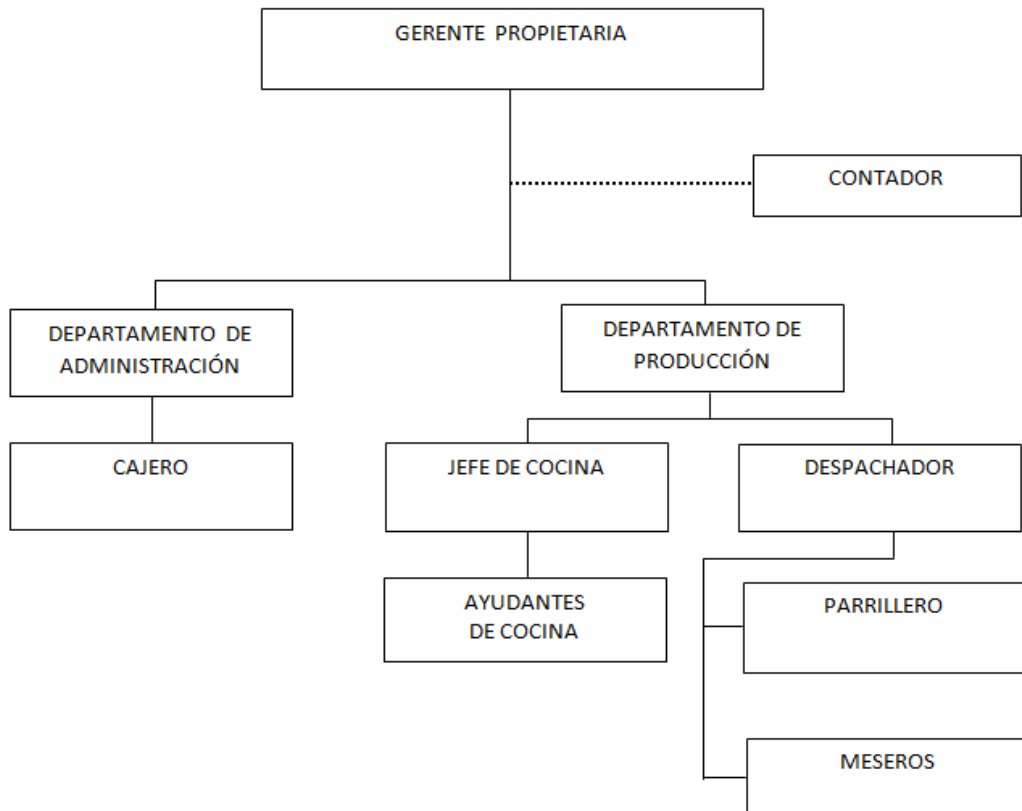 GERENTE PROPIETARIA
CONTADOR
DEPARTAMENTO DE
ADMINISTRACIÓN
DEPARTAMENTO DE
PRODUCCIÓN
CAJERO
JEFE DE COCINA
DESPACHADOR
AYUDANTES
DE COCINA
PARRILLERO
MESEROS